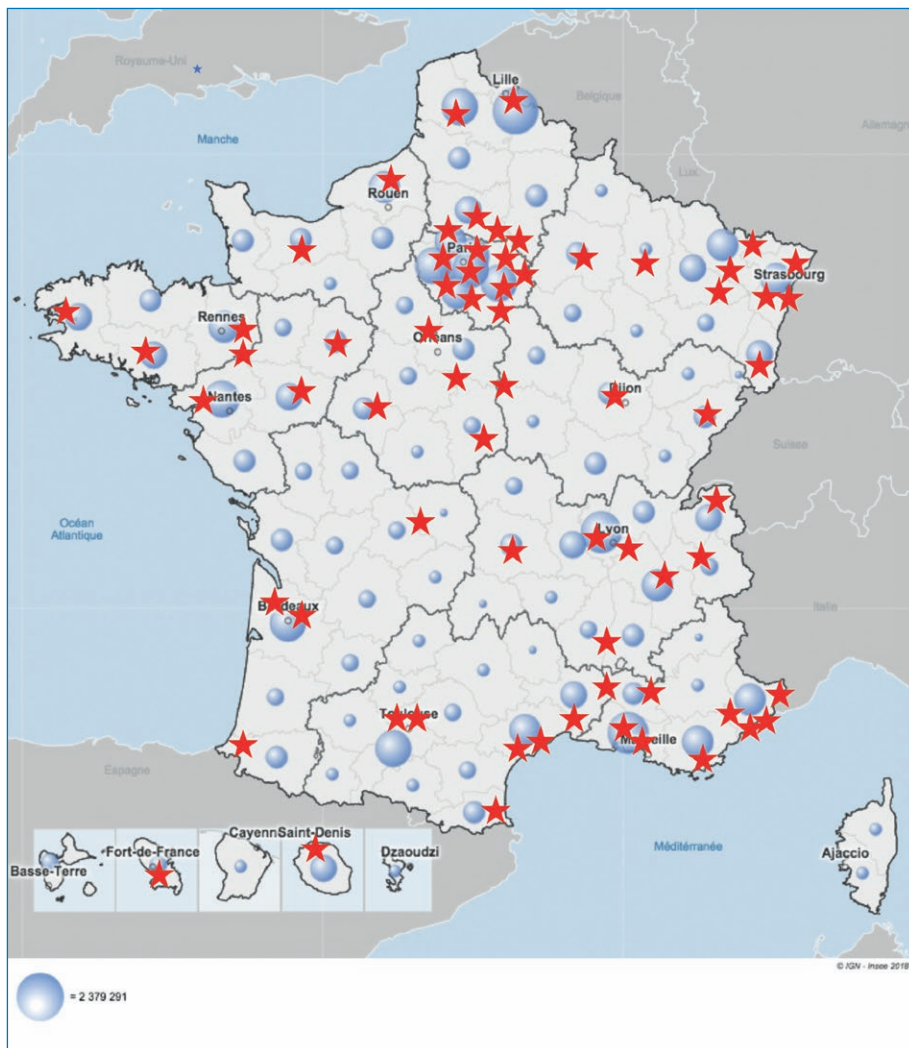 Royaume-Uni
Lille
Belgique
Allemagne
Manche
Lux
Rouen
Paris
Strasbourg
Rennes
Orléans
Nantes
Dijon
Suisse
Océan
Atlantique
Lyon
Italie
Bordeaux
Toulouse
Marseille
Espagne
Cayenn
Saint-Denis
Fort-de-France
Dzaoudzi
Basse-Terre
Méditérranée
Ajaccio
© IGN - Insee 2018
= 2 379 291